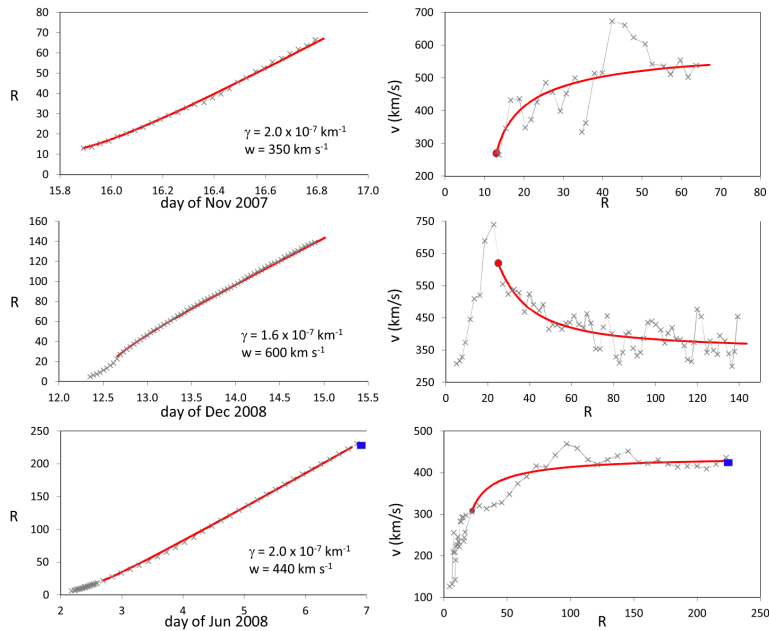 80
70
60
50
40
30
20
10
0
R
γ = 2.0 x 10-7 km-1
w = 350 km s-1
15.8 16.0 16.2 16.4 16.6 16.8 17.0
day of Nov 2007
700
600
500
400
300
200
v (km/s)
0 10 20 30 40 50 60 70 80
R
160
140
120
100
80
60
40
20
0
R
γ = 1.6 x 10-7 km-1
w = 600 km s-1
12.0 12.5 13.0 13.5 14.0 14.5 15.0 15.5
day of Dec 2008
750
650
550
450
350
250
v (km/s)
0 20 40 60 80 100 120 140
R
250
200
150
100
50
0
R
γ = 2.0 x 10-7 km-1
w = 440 km s-1
2 3 4 5 6 7
day of Jun 2008
500
400
300
200
100
v (km/s)
0 50 100 150 200 250
R